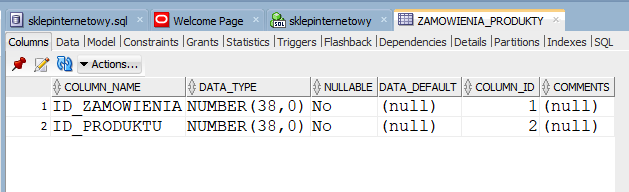 sklepinternetowy.sql Welcome Page sklepinternetowy ZAMOWIENIA_PRODUKTY
Columns Data Model Constraints Grants Statistics Triggers Flashback Dependencies Details Partitions Indexes SQL
Actions...
COLUMN_NAME DATA_TYPE NULLABLE DATA_DEFAULT COLUMN_ID COMMENTS
1 ID_ZAMOWIENIA NUMBER(38,0) No (null) 1 (null)
2 ID_PRODUKTU NUMBER(38,0) No (null) 2 (null)